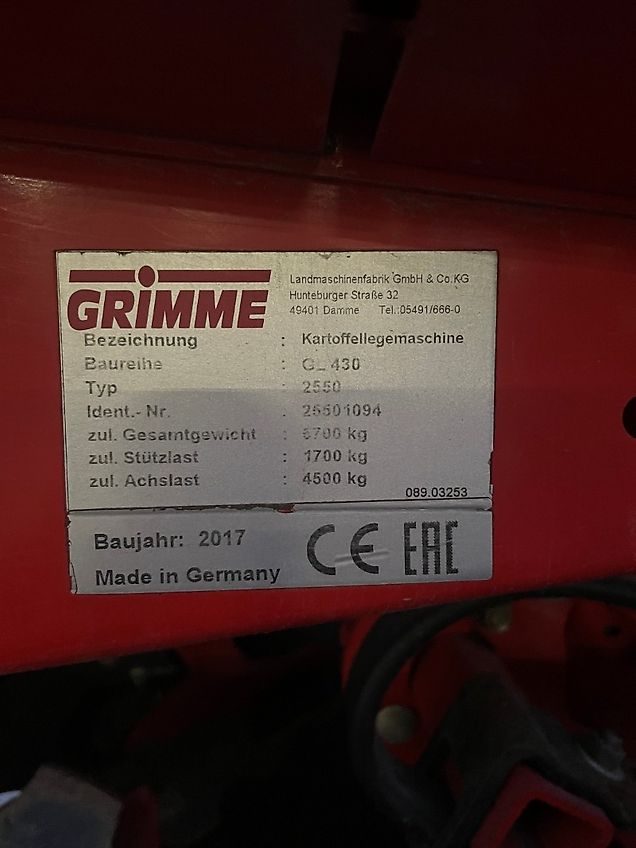 GRIMME
Landmaschinenfabrik GmbH & Co.KG
Hunteburger Straße 32
49401 Damme Tel.:05491/666-0
Bezeichnung : Kartoffellegemaschine
Baureihe : GL 430
Typ : 2550
Ident.- Nr. : 26501094
zul. Gesamtgewicht : 5700 kg
zul. Stützlast : 1700 kg
zul. Achslast : 4500 kg
089.03253
Baujahr: 2017
Made in Germany
CE EAC